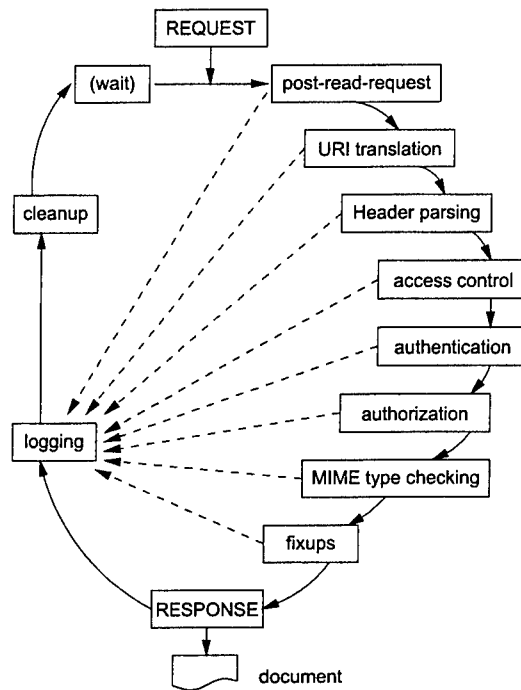 REQUEST
(wait)
post-read-request
URI translation
cleanup
Header parsing
access control
authentication
authorization
logging
MIME type checking
fixups
RESPONSE
document